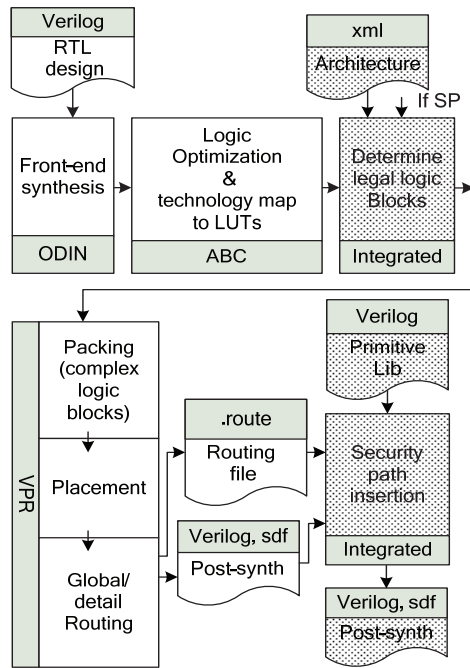 Verilog
RTL
design
xml
Architecture
If SP
Front-end
synthesis
ODIN
Logic
Optimization
&
technology map
to LUTs
ABC
Determine
legal logic
Blocks
Integrated
VPR
Packing
(complex
logic
blocks)
Placement
Global/
detail
Routing
.route
Routing
file
Verilog, sdf
Post-synth
Verilog
Primitive
Lib
Security
path
insertion
Integrated
Verilog, sdf
Post-synth